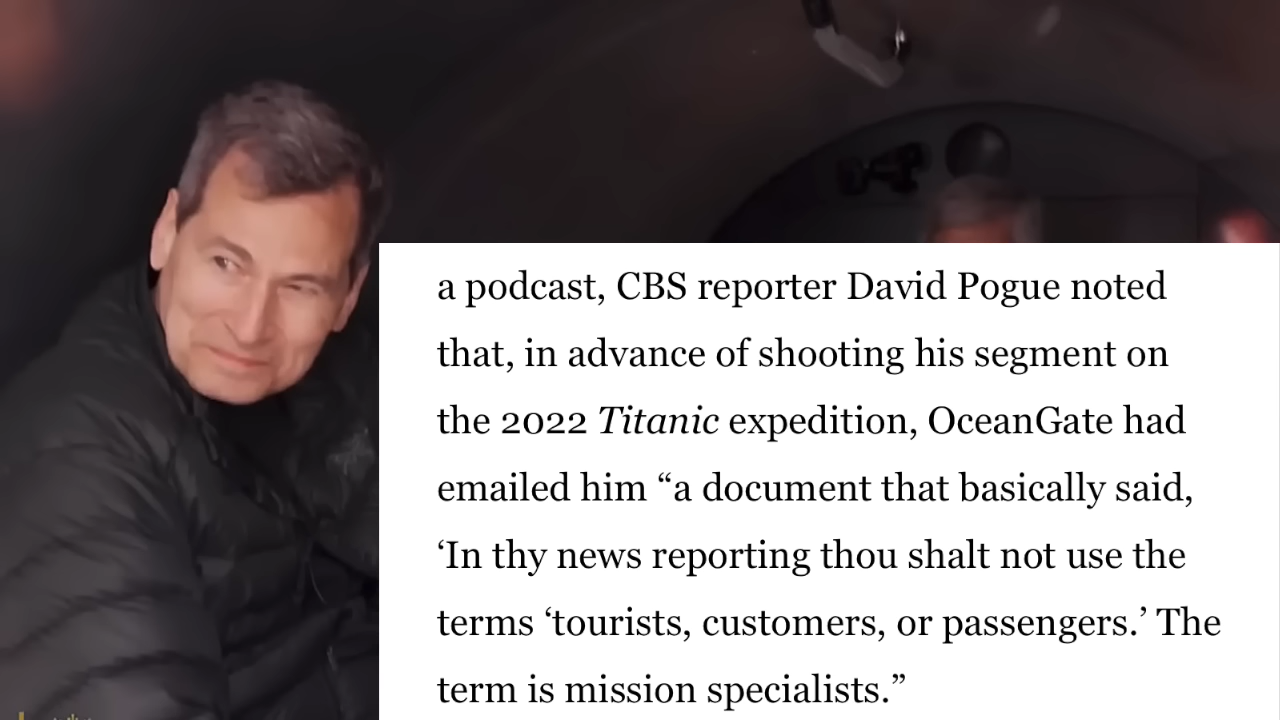 a podcast, CBS reporter David Pogue noted
that, in advance of shooting his segment on
the 2022 Titanic expedition, OceanGate had
emailed him “a document that basically said,
‘In thy news reporting thou shalt not use the
terms ‘tourists, customers, or passengers.’ The
term is mission specialists.”